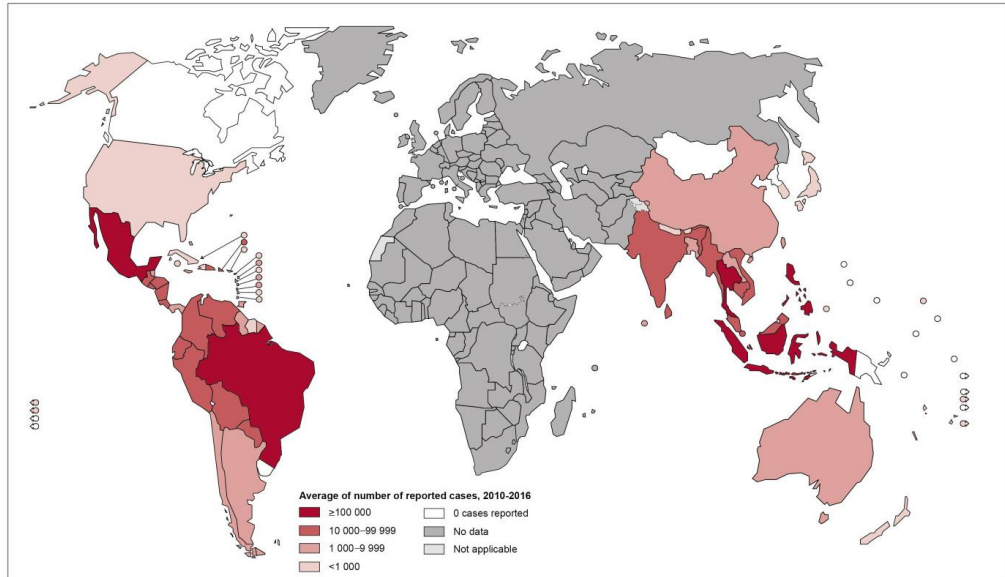 Average of number of reported cases, 2010-2016
≥100 000
10 000–99 999
1 000–9 999
<1 000
0 cases reported
No data
Not applicable